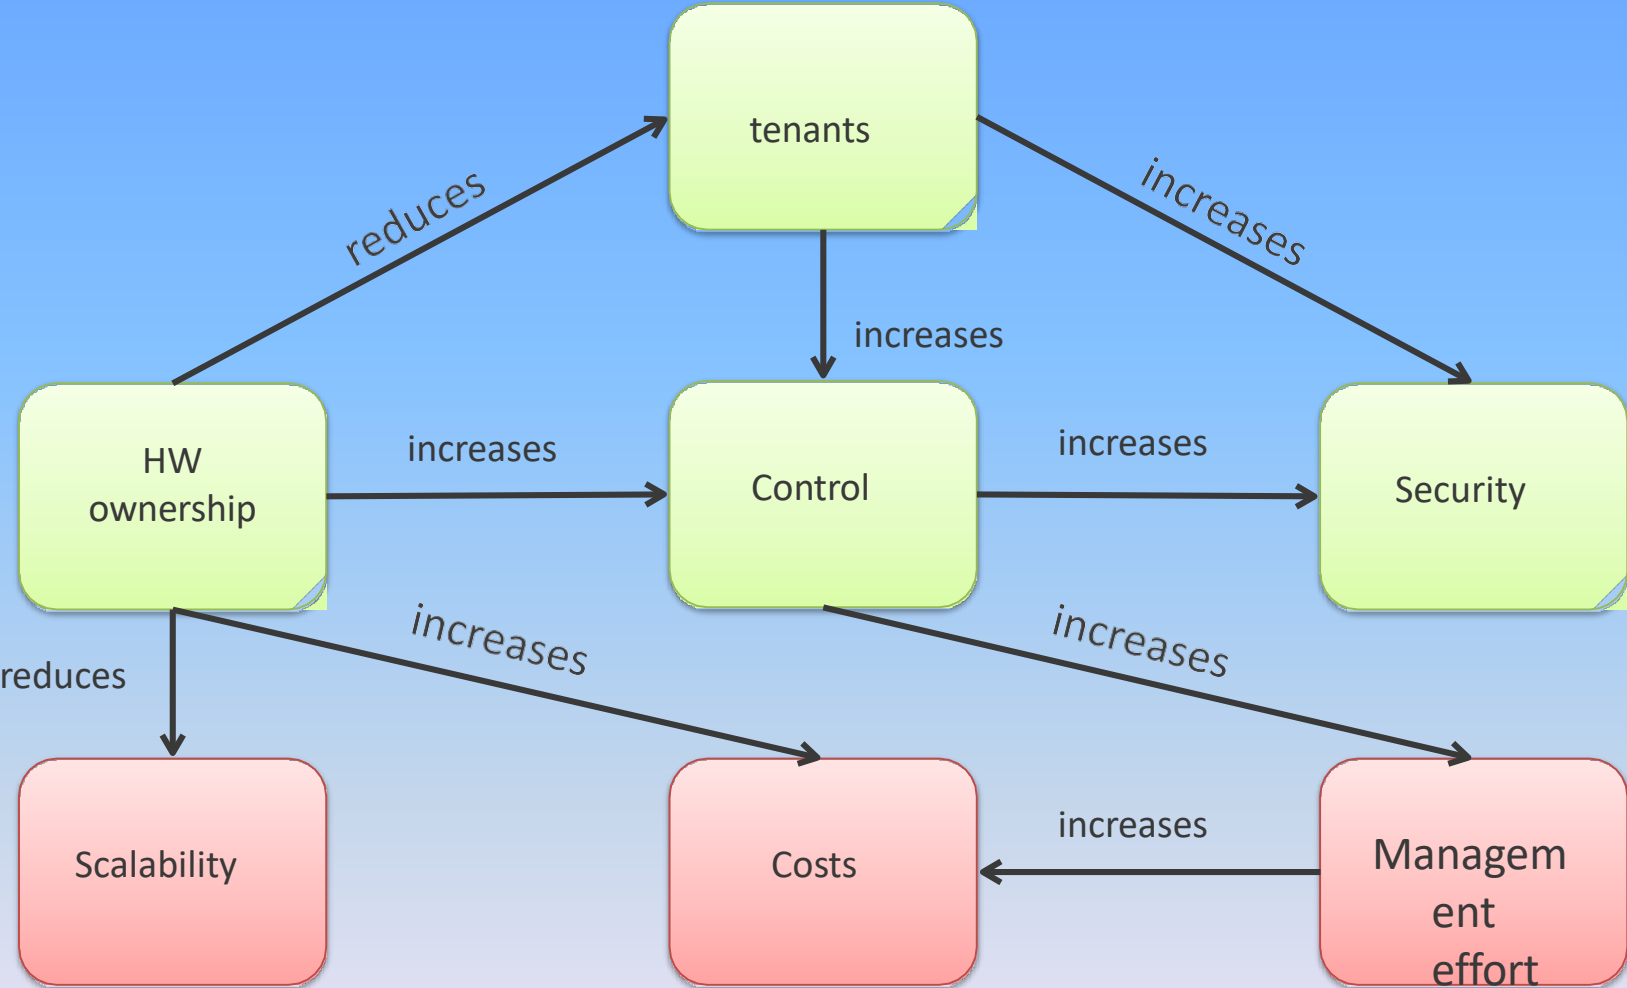 tenants
reduces
increases
increases
HW
ownership
increases
Control
increases
Security
reduces
increases
increases
Scalability
Costs
increases
Managem
ent
effort